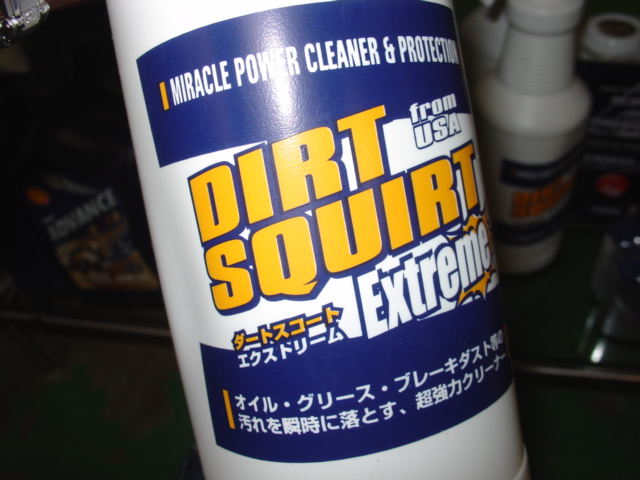 MIRACLE POWER CLEANER & PROTECTION
from
USA
DIRT
SQUIRT
Extreme
ダートスコート
エクストリーム
オイル・グリース・ブレーキダスト等の
汚れを瞬時に落とす、超強力クリーナー
ADVANCE